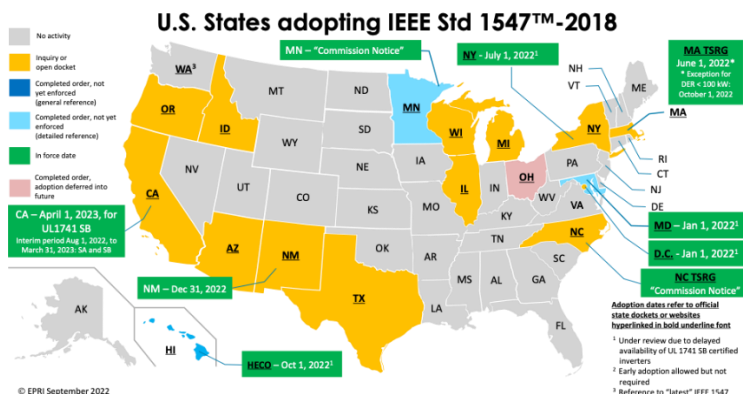 U.S. States adopting IEEE Std 1547™-2018
No activity
Inquiry or
open docket
Completed order, not
yet enforced
(general reference)
Completed order, not yet
enforced
(detailed reference)
In force date
Completed order,
adoption deferred into
future
MN – “Commission Notice”
NY - July 1, 2022¹
MA TSRG
June 1, 2022*
* Exception for
DER < 100 kW:
October 1, 2022
WA³
OR
ID
MT
ND
MN
SD
WY
WI
MI
NY
NH
VT
ME
MA
RI
CT
NJ
DE
PA
NV
UT
CO
NE
IA
IL
IN
OH
WV
VA
KS
MO
KY
CA
CA – April 1, 2023, for
UL1741 SB
Interim period Aug 1, 2022, to
March 31, 2023: SA and SB
AZ
NM
OK
AR
TN
NC
SC
MS
AL
GA
TX
LA
FL
NM – Dec 31, 2022
MD – Jan 1, 2022¹
D.C. - Jan 1, 2022¹
NC TSRG
“Commission Notice”
AK
HI
HECO – Oct 1, 2022¹
Adoption dates refer to official
state dockets or websites
hyperlinked in bold underline font
¹ Under review due to delayed
availability of UL 1741 SB certified
inverters
² Early adoption allowed but not
required
³ Reference to “latest” IEEE 1547
© EPRI September 2022